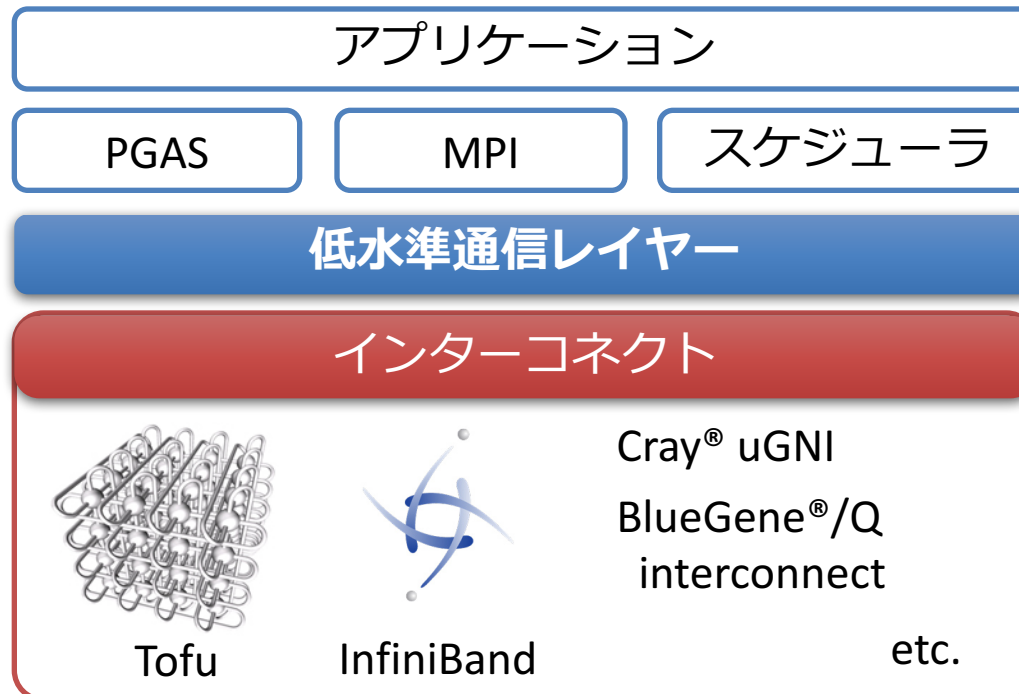 アプリケーション
PGAS
MPI
スケジューラ
低水準通信レイヤー
インターコネクト
Cray® uGNI
BlueGene®/Q
interconnect
Tofu
InfiniBand
etc.